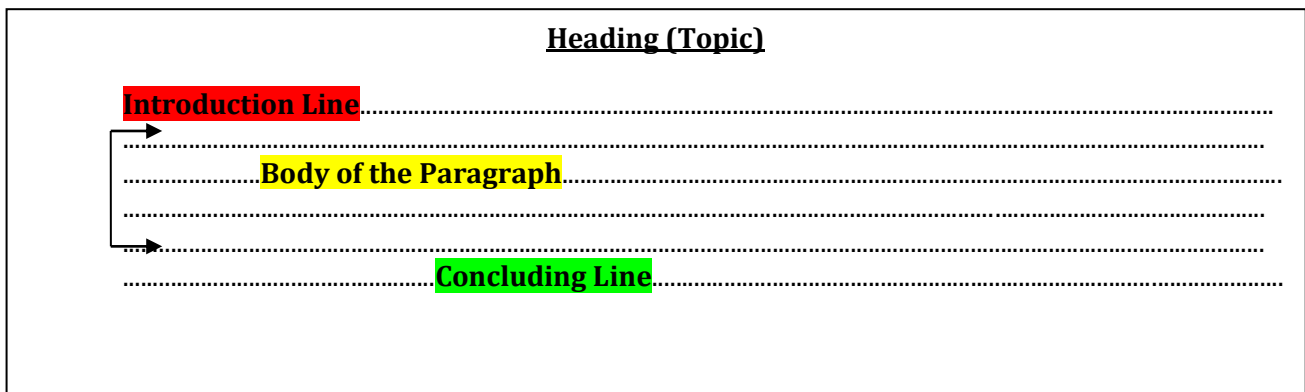 Heading (Topic)
Introduction Line........................................................................................................................................................
..............................................................................................................................................................................................
.......................Body of the Paragraph........................................................................................................................
..............................................................................................................................................................................................
..............................................................................................................................................................................................
....................................................Concluding Line.........................................................................................................